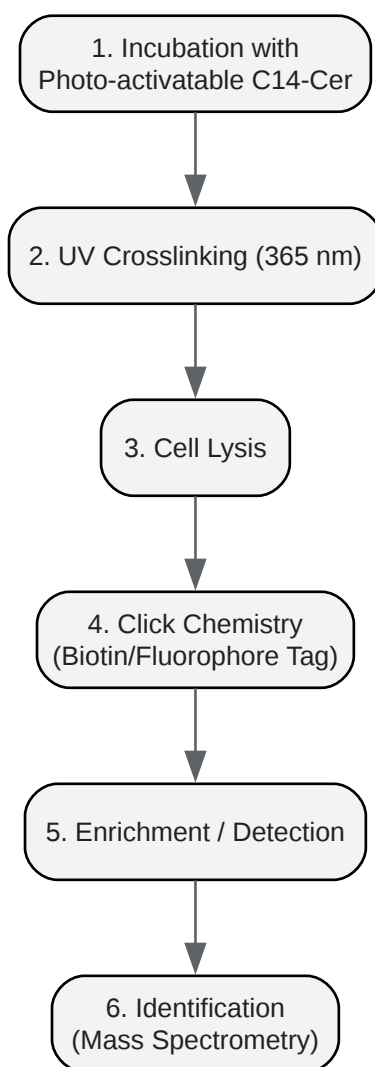 1. Incubation with
Photo-activatable C14-Cer
2. UV Crosslinking (365 nm)
3. Cell Lysis
4. Click Chemistry
(Biotin/Fluorophore Tag)
5. Enrichment / Detection
6. Identification
(Mass Spectrometry)